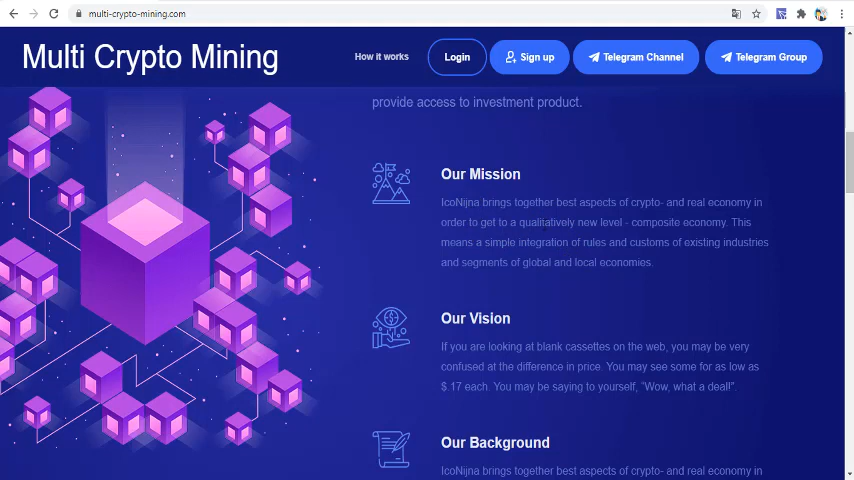 multi-crypto-mining.com
Multi Crypto Mining
How it works
Login
Sign up
Telegram Channel
Telegram Group
provide access to investment product.
Our Mission
IcoNijna brings together best aspects of crypto- and real economy in
order to get to a qualitatively new level - composite economy. This
means a simple integration of rules and customs of existing industries
and segments of global and local economies.
Our Vision
If you are looking at blank cassettes on the web, you may be very
confused at the difference in price. You may see some for as low as
$.17 each. You may be saying to yourself, "Wow, what a deal!".
Our Background
IcoNijna brings together best aspects of crypto- and real economy in